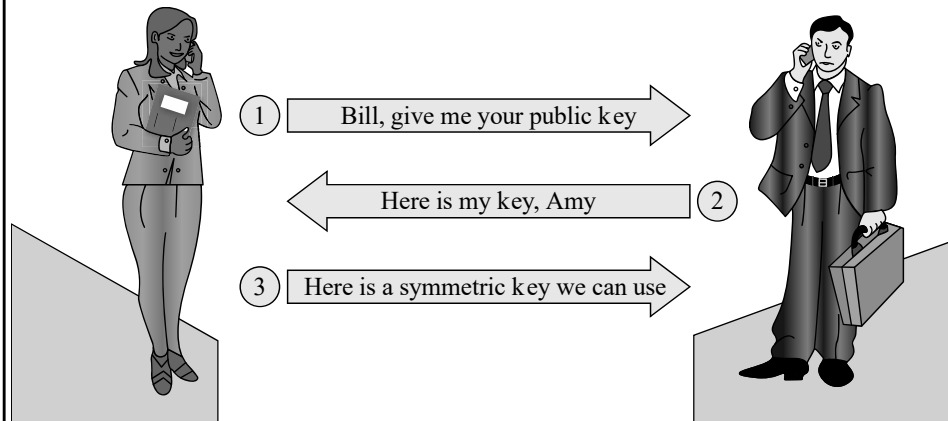 1 Bill, give me your public key
Here is my key, Amy 2
3 Here is a symmetric key we can use